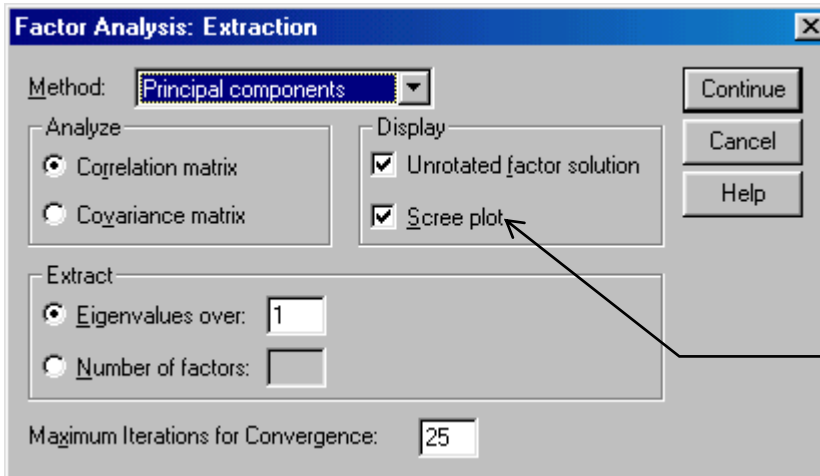 Factor Analysis: Extraction
Method: Principal components
Continue
Cancel
Help
Analyze
Correlation matrix
Covariance matrix
Display
Unrotated factor solution
Scree plot
Extract
Eigenvalues over: 1
Number of factors:
Maximum Iterations for Convergence: 25